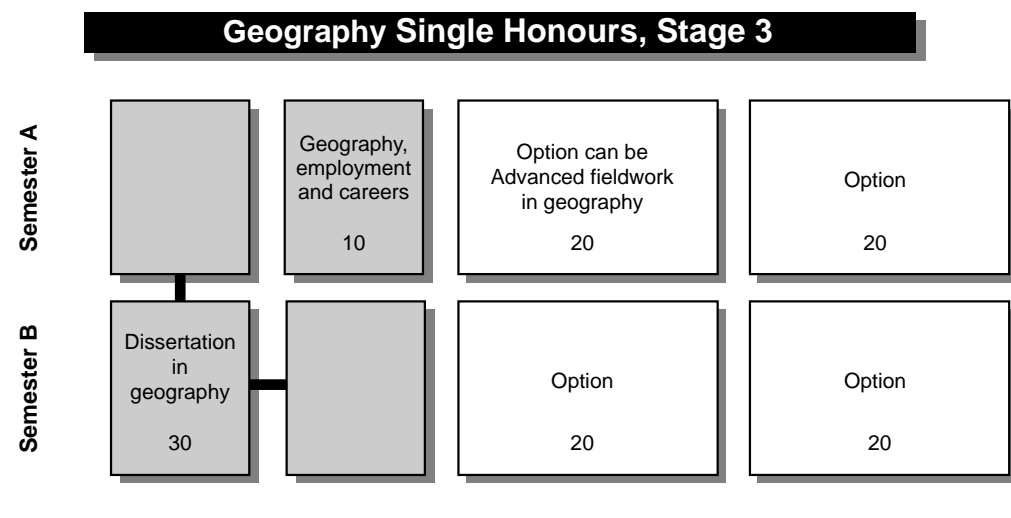 Geography Single Honours, Stage 3
Semester A
Geography,
employment
and careers
10
Option can be
Advanced fieldwork
in geography
20
Option
20
Semester B
Dissertation
in
geography
30
Option
20
Option
20